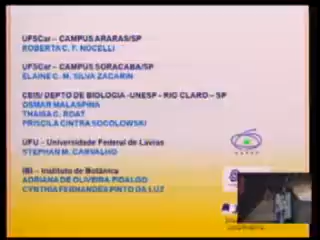 UFSCar – CAMPUS ARARAS/SP
ROBERTA C. F. NOCELLI
UFSCar – CAMPUS SORACABA/SP
ELAINE C. M. SILVA ZACARIN
CEIS/ DEPTO DE BIOLOGIA -UNESP - RIO CLARO – SP
OSMAR MALASPINA
THAISA C. ROAT
PRISCILA CINTRA SOCOLOWSKI
UFU – Universidade Federal de Lavras
STEPHAN M. CARVALHO
IBt – Instituto de Botânica
ADRIANA DE OLIVEIRA FIDALGO
CYNTHIA FERNANDES PINTO DA LUZ